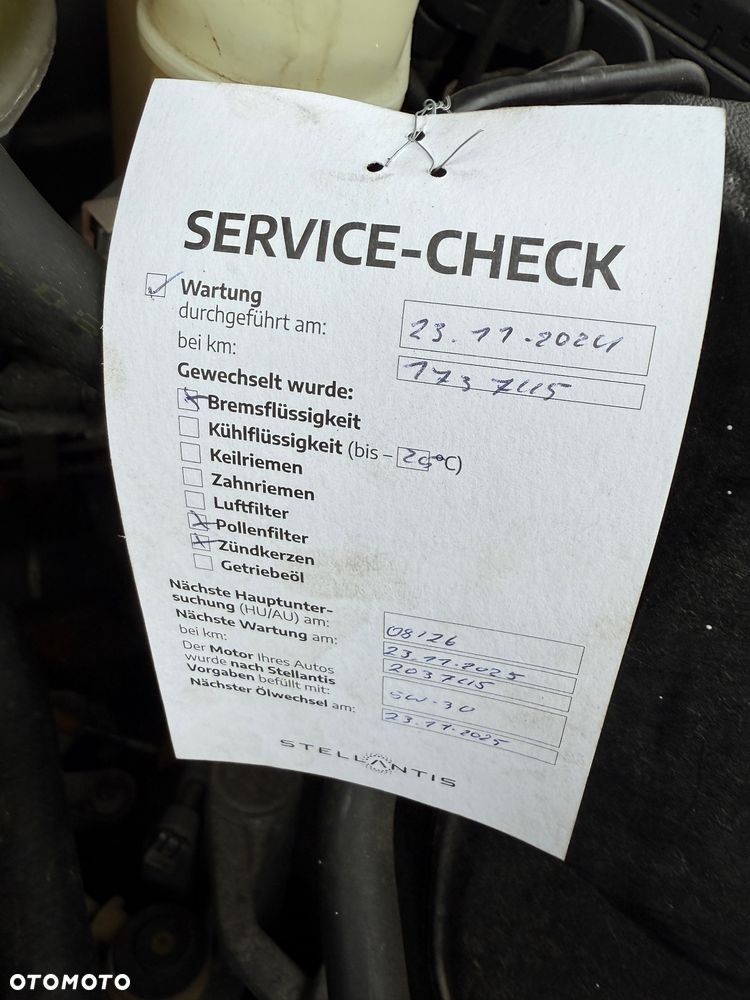 SERVICE-CHECK
Wartung
durchgeführt am: 23.11.2024
bei km: 173 745
Gewechselt wurde:
Bremsflüssigkeit
Kühlflüssigkeit (bis – °C)
Keilriemen
Zahnriemen
Luftfilter
Pollenfilter
Zündkerzen
Getriebeöl
Nächste Hauptunter-
suchung (HU/AU) am: 08/26
Nächste Wartung am: 23.11.2025
bei km: 203745
Der Motor Ihres Autos
wurde nach Stellantis
Vorgaben befüllt mit: 5W-30
Nächster Ölwechsel am: 23.11.2025
STELLANTIS
OTOMOTO